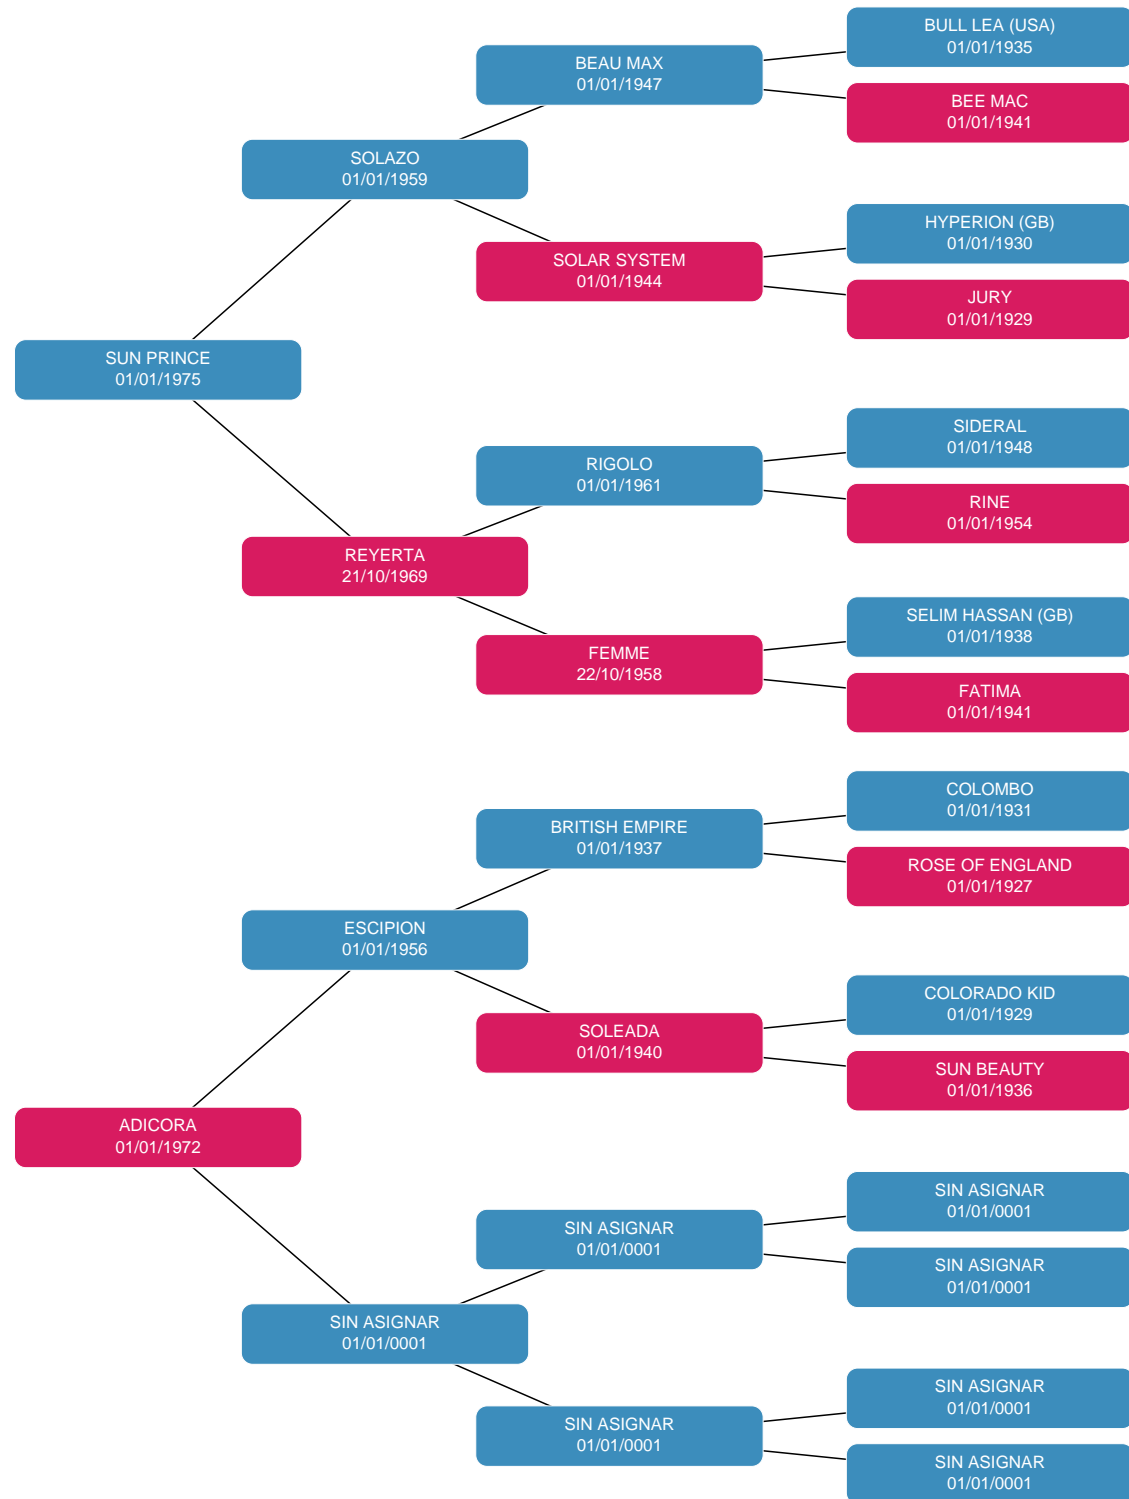 BULL LEA (USA)
01/01/1935
BEAU MAX
01/01/1947
BEE MAC
01/01/1941
SOLAZO
01/01/1959
HYPERION (GB)
01/01/1930
SOLAR SYSTEM
01/01/1944
JURY
01/01/1929
SUN PRINCE
01/01/1975
SIDERAL
01/01/1948
RIGOLO
01/01/1961
RINE
01/01/1954
REYERTA
21/10/1969
SELIM HASSAN (GB)
01/01/1938
FEMME
22/10/1958
FATIMA
01/01/1941
COLOMBO
01/01/1931
BRITISH EMPIRE
01/01/1937
ROSE OF ENGLAND
01/01/1927
ESCIPION
01/01/1956
COLORADO KID
01/01/1929
SOLEADA
01/01/1940
SUN BEAUTY
01/01/1936
ADICORA
01/01/1972
SIN ASIGNAR
01/01/0001
SIN ASIGNAR
01/01/0001
SIN ASIGNAR
01/01/0001
SIN ASIGNAR
01/01/0001
SIN ASIGNAR
01/01/0001
SIN ASIGNAR
01/01/0001
SIN ASIGNAR
01/01/0001